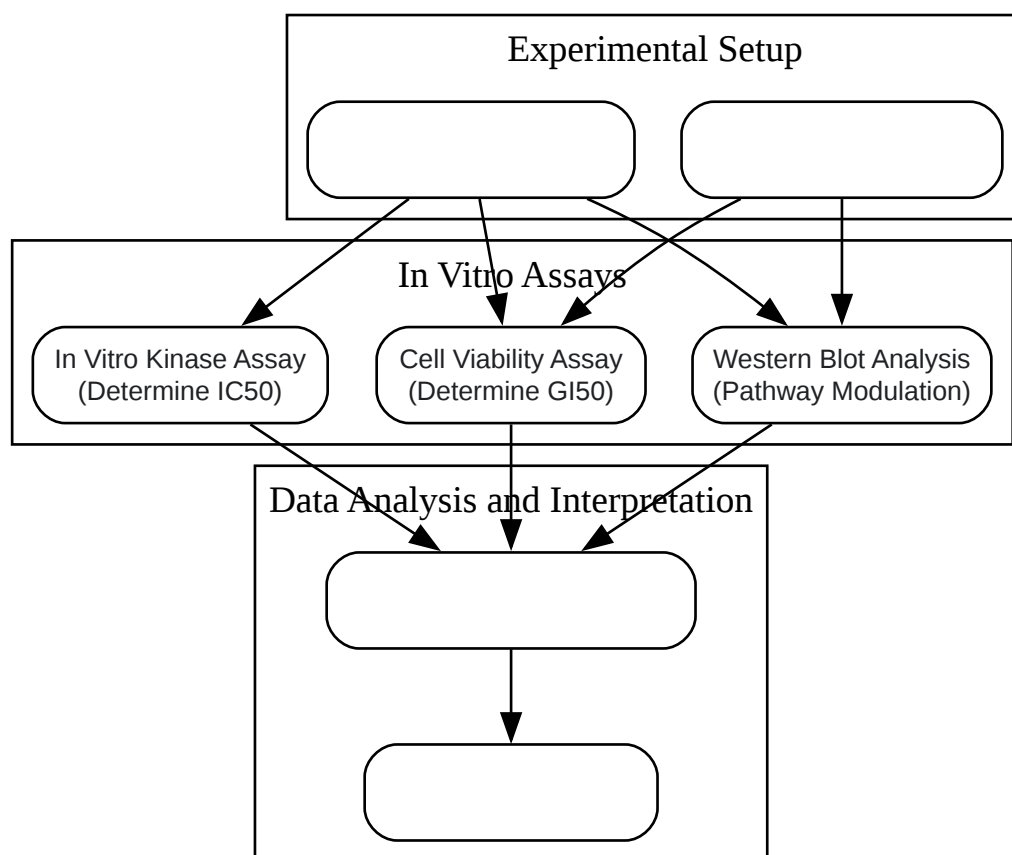 Experimental Setup
In Vitro Assays
In Vitro Kinase Assay
(Determine IC50)
Cell Viability Assay
(Determine GI50)
Western Blot Analysis
(Pathway Modulation)
Data Analysis and Interpretation